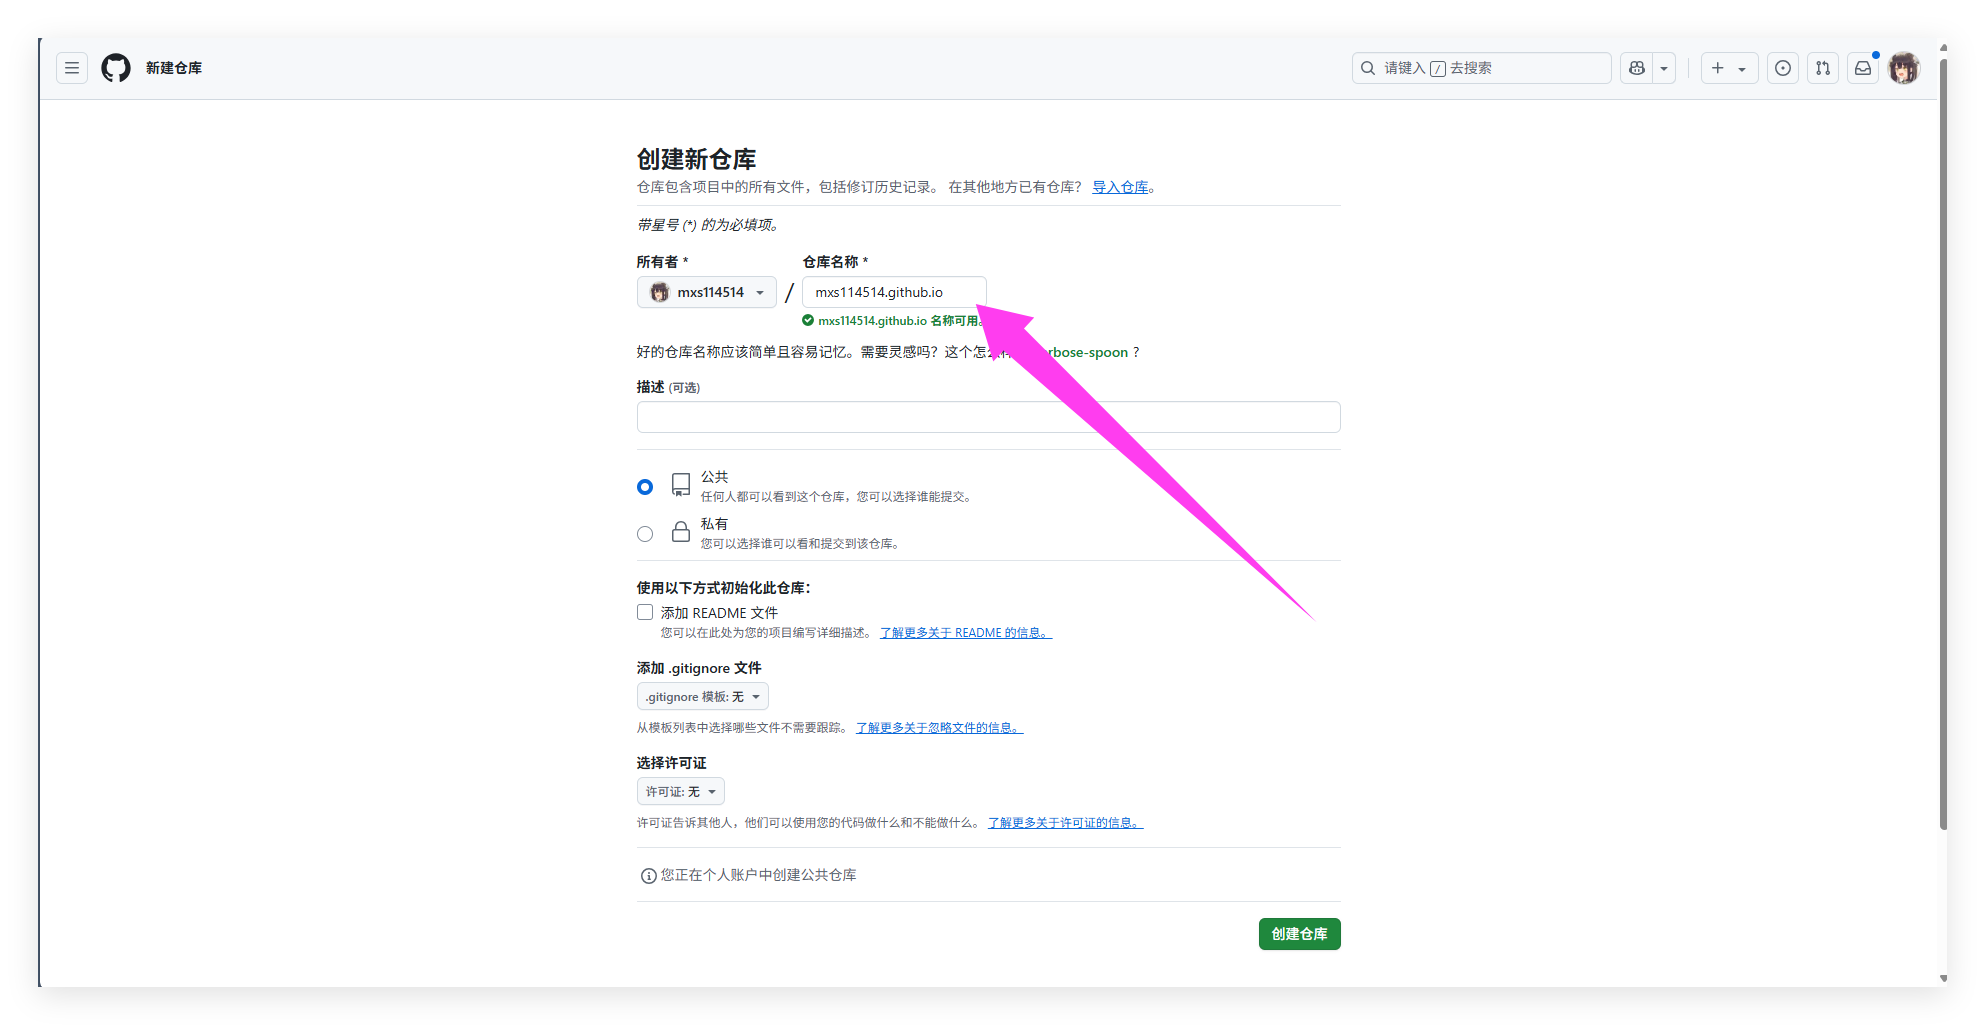 新建仓库
请键入 / 去搜索
创建新仓库
仓库包含项目中的所有文件，包括修订历史记录。 在其他地方已有仓库？ 导入仓库。
带星号 (*) 的为必填项。
所有者 * 仓库名称 *
mxs114514 / mxs114514.github.io
mxs114514.github.io 名称可用。
好的仓库名称应该简单且容易记忆。需要灵感吗？这个怎么 rbose-spoon ？
描述 (可选)
公共
任何人都可以看到这个仓库，您可以选择谁能提交。
私有
您可以选择谁可以看和提交到该仓库。
使用以下方式初始化此仓库：
添加 README 文件
您可以在此处为您的项目编写详细描述。 了解更多关于 README 的信息。
添加 .gitignore 文件
.gitignore 模板: 无
从模板列表中选择哪些文件不需要跟踪。 了解更多关于忽略文件的信息。
选择许可证
许可证: 无
许可证告诉其他人，他们可以使用您的代码做什么和不能做什么。 了解更多关于许可证的信息。
您正在个人账户中创建公共仓库
创建仓库